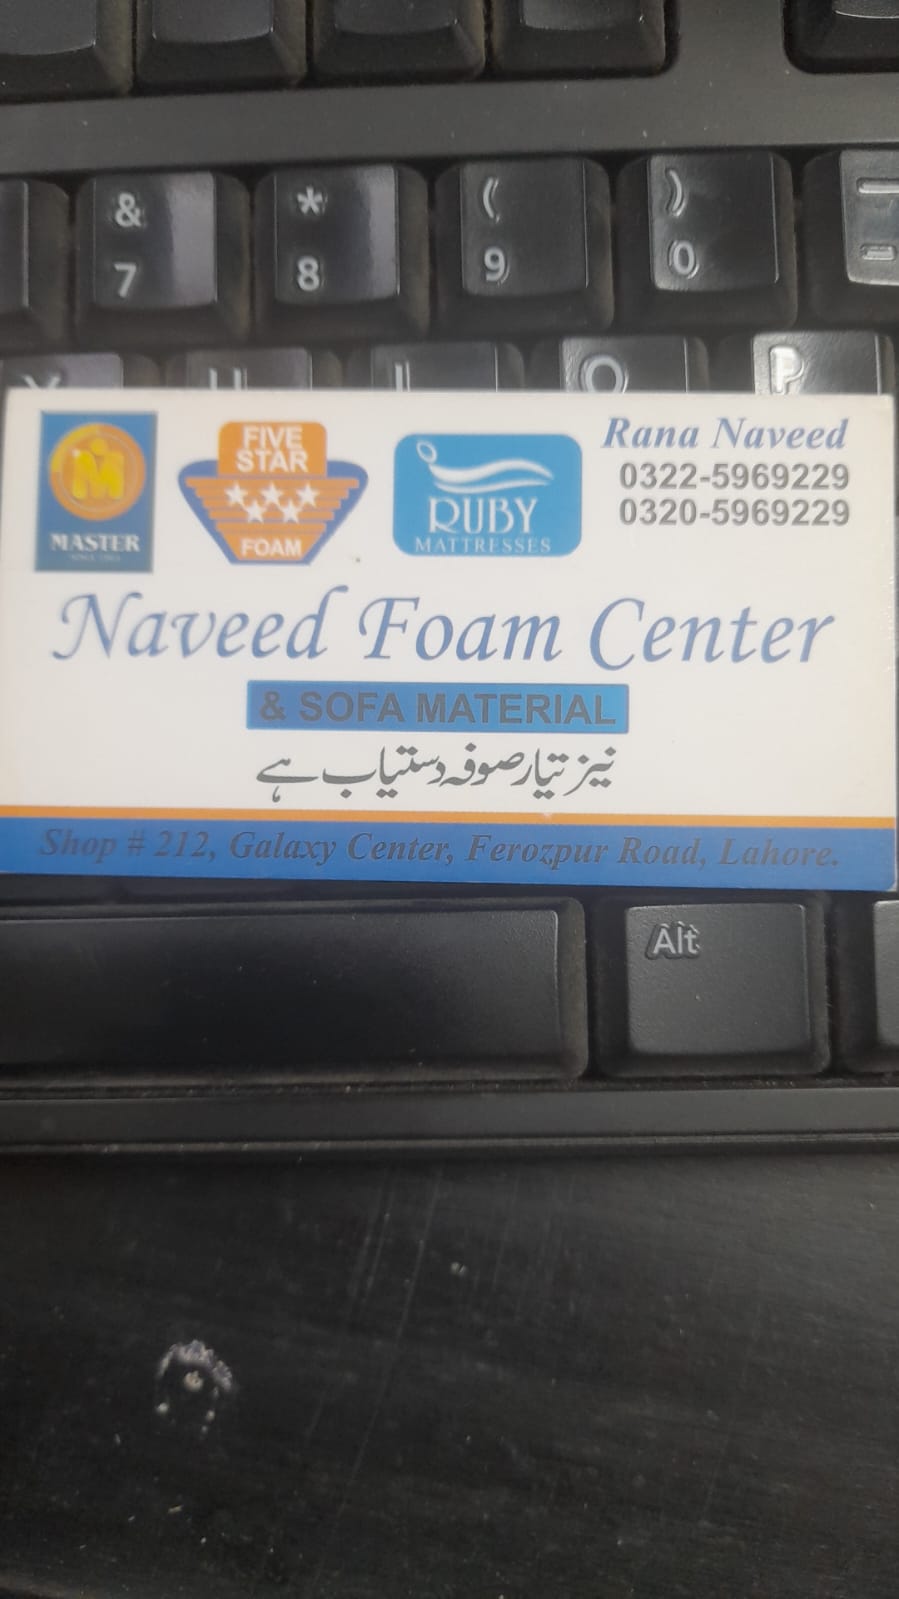 & 7
* 8
( 9
) 0
P
MASTER
FIVE
STAR
FOAM
RUBY
MATTRESSES
Rana Naveed
0322-5969229
0320-5969229
Naveed Foam Center
& SOFA MATERIAL
نیز تیار صوفہ دستیاب ہے
Shop # 212, Galaxy Center, Ferozpur Road, Lahore.
Alt